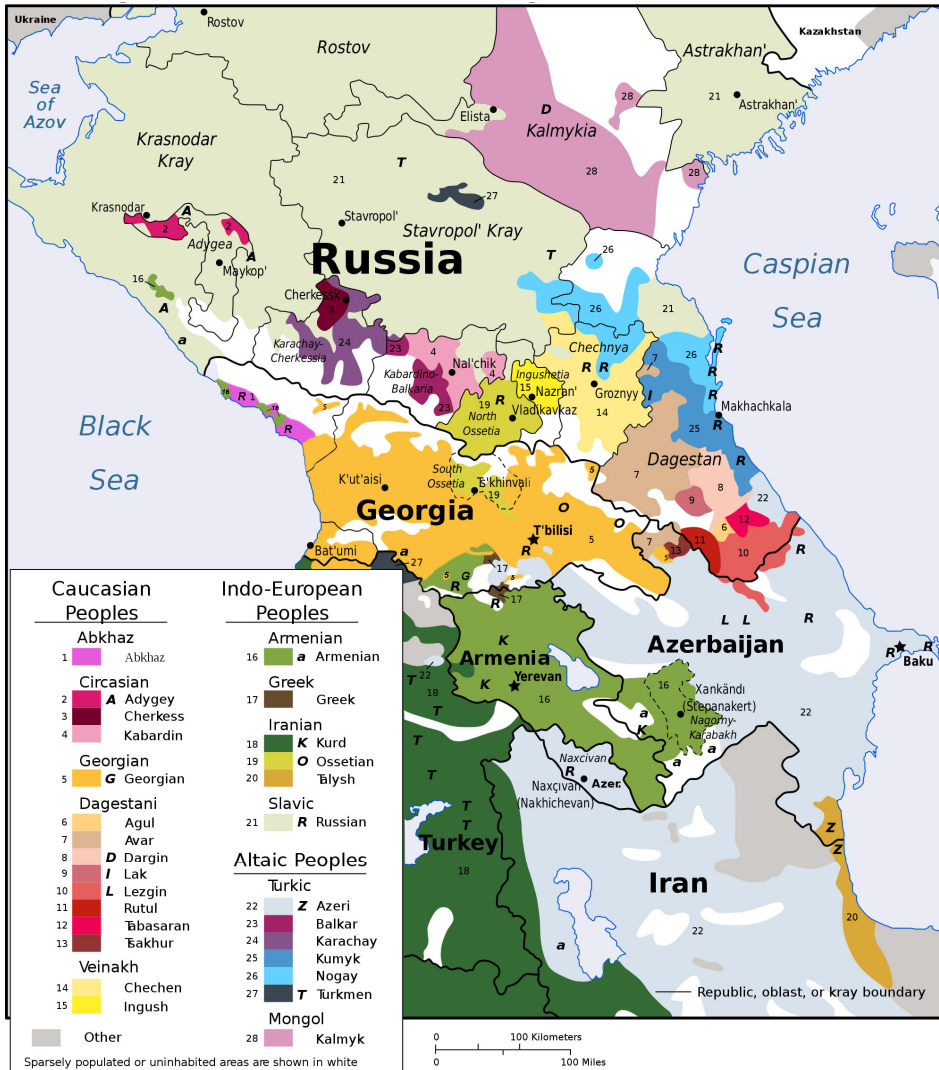 Ukraine
Rostov
Rostov
Kazakhstan
Astrakhan'
21
Astrakhan'
Sea
of
Azov
Elista
D
Kalmykia
28
28
28
Krasnodar
Kray
T
21
27
Krasnodar
A
2
2
Adygea
A
Maykop'
Stavropol'
Stavropol' Kray
Russia
T
26
Caspian
Sea
16
A
a
Cherkessk
3
24
Karachay-
Cherkessia
26
21
23
4
Nal'chik
4
Kabardino-
Balkaria
23
Chechnya
R
R
Groznyy
14
Ingushetia
15
Nazran'
R
19
Vladikavkaz
North
Ossetia
7
I
26
R
R
R
R
Makhachkala
25
R
16
R
1
16
R
5
Black
Sea
Dagestan
7
8
9
22
6
12
11
10
R
K'ut'aisi
South
Ossetia
Ts'khinvali
19
5
O
O
Georgia
T'bilisi
R
5
7
5
13
Bat'umi
a
27
5
G
R
17
5
R
17
L
L
R
Azerbaijan
R
R
Baku
K
Armenia
Yerevan
K
16
22
T
18
T
16
Xankändı
(Stepanakert)
Nagorny-
Karabakh
a
K
a
a
22
T
T
Naxcivan
R
Azer.
Naxçıvan
(Nakhichevan)
T
T
Turkey
18
Z
Z
Iran
20
22
a
Caucasian
Peoples
Abkhaz
1 Abkhaz
Circasian
2 A Adygey
3 Cherkess
4 Kabardin
Georgian
5 G Georgian
Dagestani
6 Agul
7 Avar
8 D Dargin
9 I Lak
10 L Lezgin
11 Rutul
12 Tabasaran
13 Tsakhur
Veinakh
14 Chechen
15 Ingush
Other
Indo-European
Peoples
Armenian
16 a Armenian
Greek
17 Greek
Iranian
18 K Kurd
19 O Ossetian
20 Talysh
Slavic
21 R Russian
Altaic Peoples
Turkic
22 Z Azeri
23 Balkar
24 Karachay
25 Kumyk
26 Nogay
27 T Turkmen
Mongol
28 Kalmyk
Sparsely populated or uninhabited areas are shown in white
Republic, oblast, or kray boundary
0 100 Kilometers
0 100 Miles